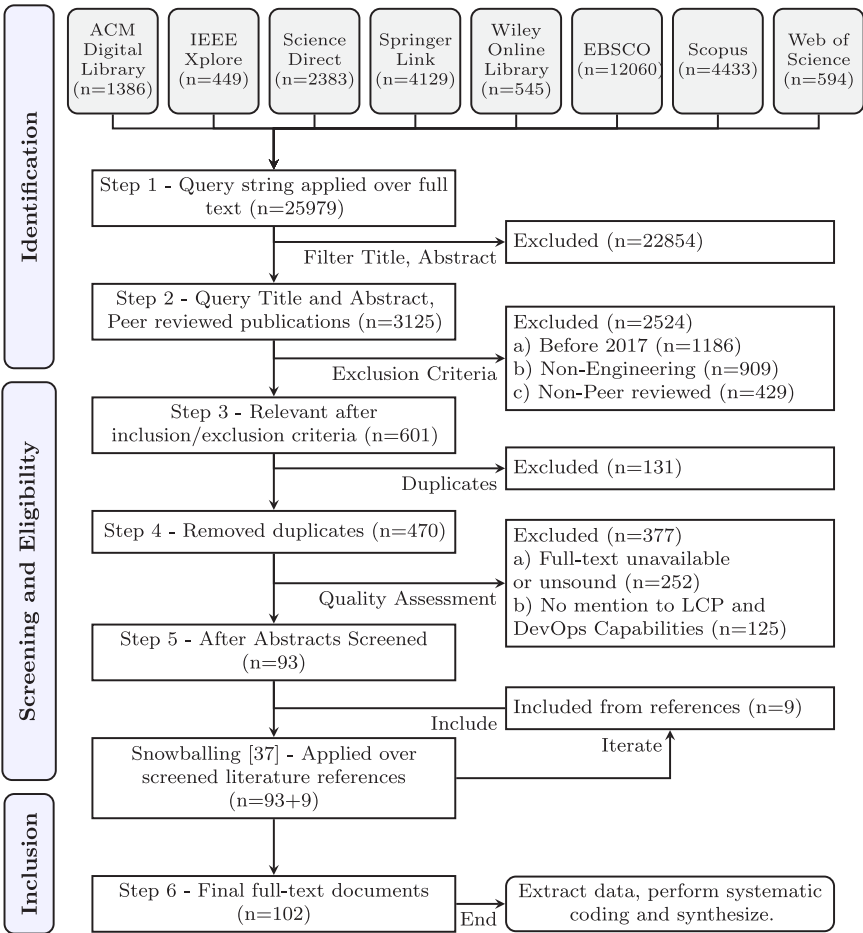 ACM
Digital
Library
(n=1386)
IEEE
Xplore
(n=449)
Science
Direct
(n=2383)
Springer
Link
(n=4129)
Wiley
Online
Library
(n=545)
EBSCO
(n=12060)
Scopus
(n=4433)
Web of
Science
(n=594)
Identification
Step 1 - Query string applied over full
text (n=25979)
Filter Title, Abstract
Excluded (n=22854)
Step 2 - Query Title and Abstract,
Peer reviewed publications (n=3125)
Exclusion Criteria
Excluded (n=2524)
a) Before 2017 (n=1186)
b) Non-Engineering (n=909)
c) Non-Peer reviewed (n=429)
Screening and Eligibility
Step 3 - Relevant after
inclusion/exclusion criteria (n=601)
Duplicates
Excluded (n=131)
Step 4 - Removed duplicates (n=470)
Quality Assessment
Excluded (n=377)
a) Full-text unavailable
or unsound (n=252)
b) No mention to LCP and
DevOps Capabilities (n=125)
Step 5 - After Abstracts Screened
(n=93)
Include
Included from references (n=9)
Iterate
Snowballing [37] - Applied over
screened literature references
(n=93+9)
Inclusion
Step 6 - Final full-text documents
(n=102)
End
Extract data, perform systematic
coding and synthesize.